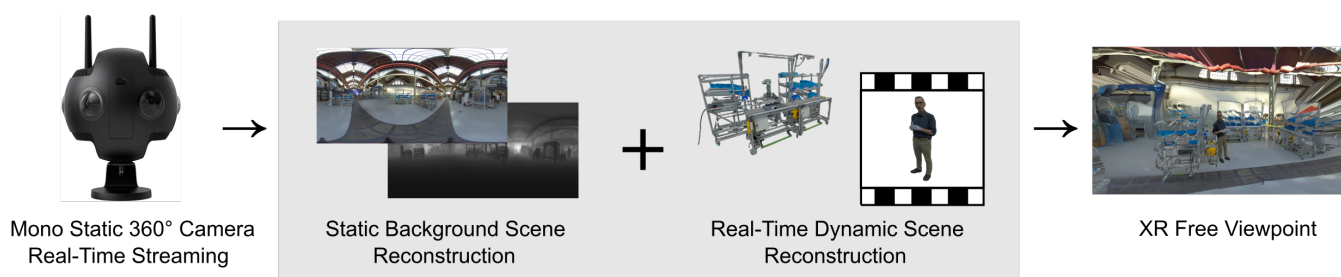 Mono Static 360° Camera
Real-Time Streaming
Static Background Scene
Reconstruction
Real-Time Dynamic Scene
Reconstruction
XR Free Viewpoint